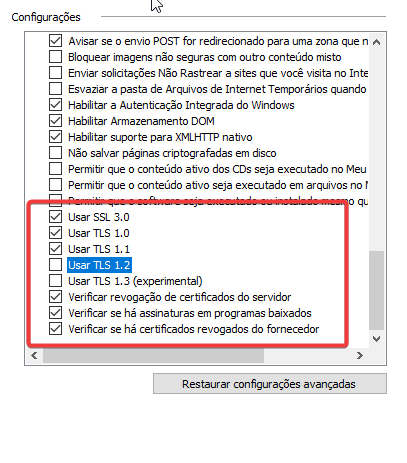 Configurações
Avisar se o envio POST for redirecionado para uma zona que n
Bloquear imagens não seguras com outro conteúdo misto
Enviar solicitações Não Rastrear a sites que você visita no Inte
Esvaziar a pasta de Arquivos de Internet Temporários quando
Habilitar a Autenticação Integrada do Windows
Habilitar Armazenamento DOM
Habilitar suporte para XMLHTTP nativo
Não salvar páginas criptografadas em disco
Permitir que o conteúdo ativo dos CDs seja executado no Meu
Permitir que o conteúdo ativo seja executado em arquivos no M
Permitir que o software seja executado ou instalado mesmo qu
Usar SSL 3.0
Usar TLS 1.0
Usar TLS 1.1
Usar TLS 1.2
Usar TLS 1.3 (experimental)
Verificar revogação de certificados do servidor
Verificar se há assinaturas em programas baixados
Verificar se há certificados revogados do fornecedor
Restaurar configurações avançadas